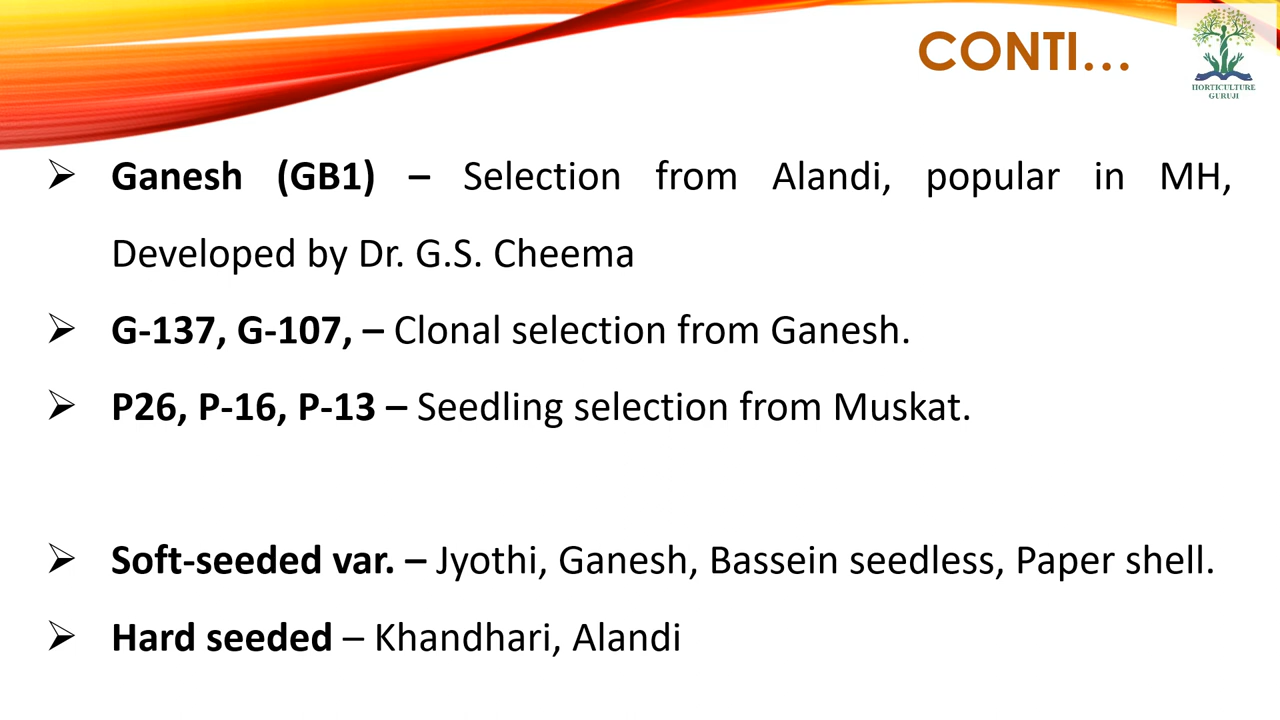 CONTI...
HORTICULTURE
GURUJI
➢ Ganesh (GB1) – Selection from Alandi, popular in MH,
Developed by Dr. G.S. Cheema
➢ G-137, G-107, – Clonal selection from Ganesh.
➢ P26, P-16, P-13 – Seedling selection from Muskat.
➢ Soft-seeded var. – Jyothi, Ganesh, Bassein seedless, Paper shell.
➢ Hard seeded – Khandhari, Alandi